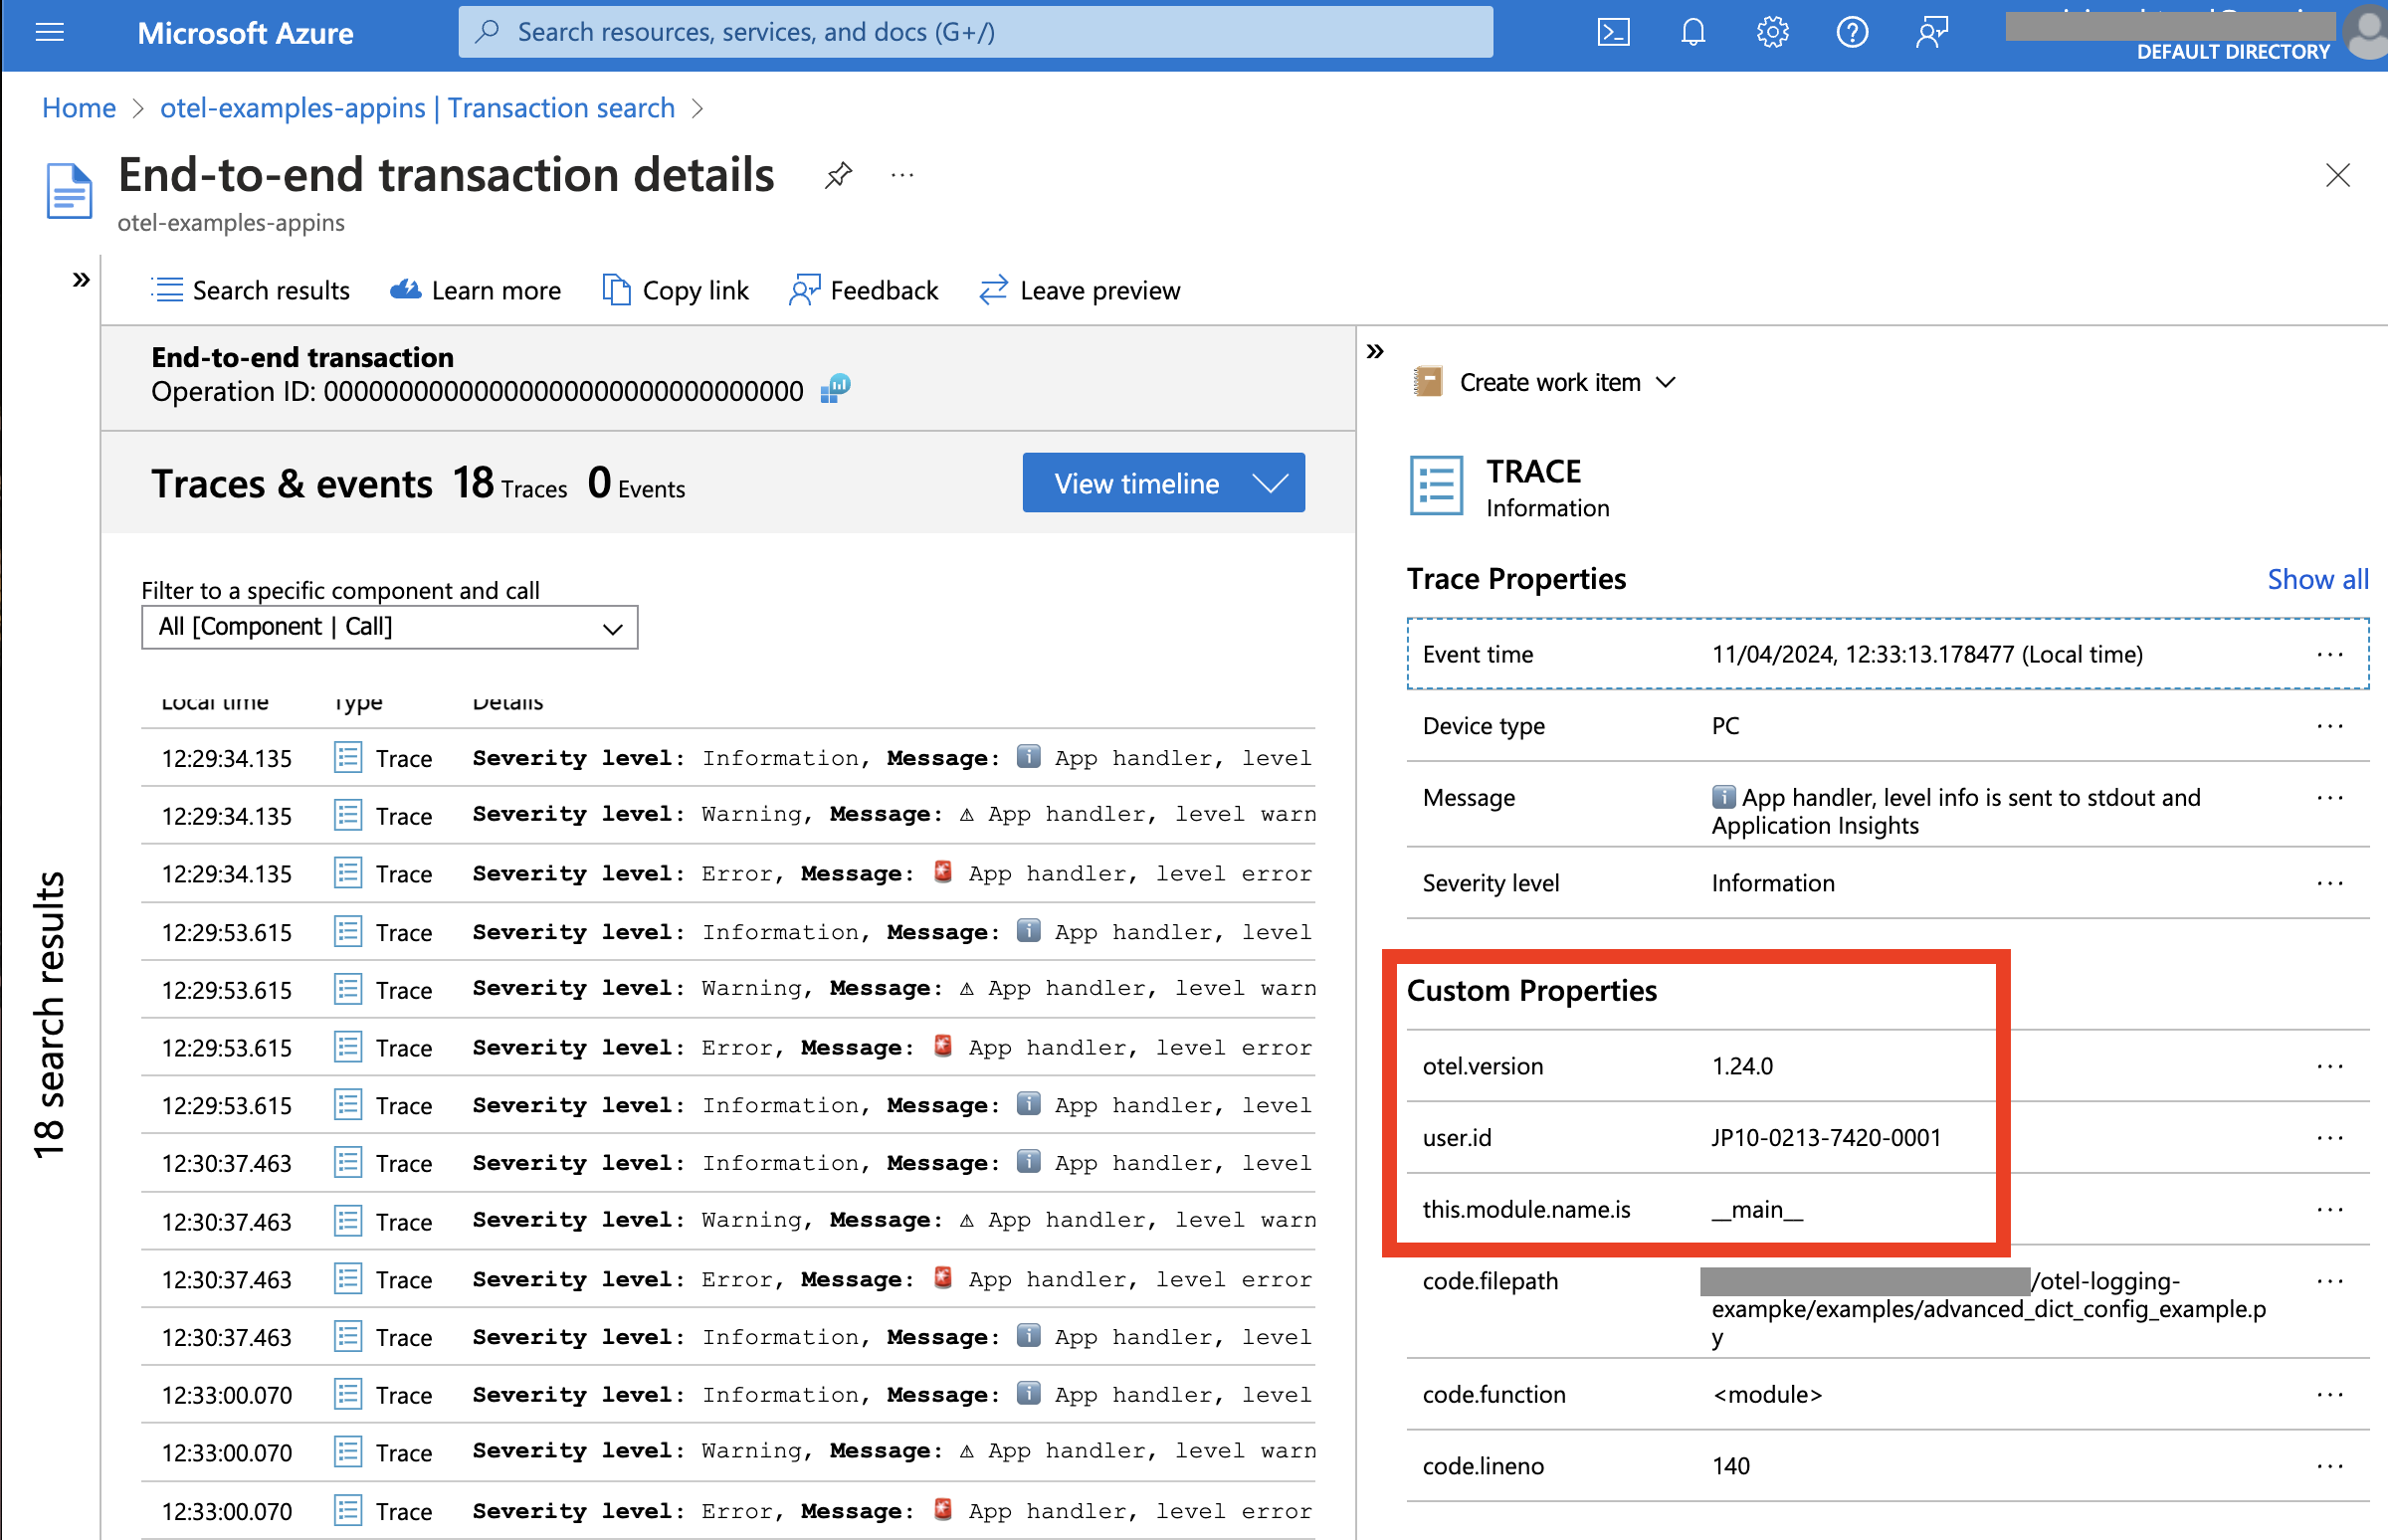 Microsoft Azure
Search resources, services, and docs (G+/)
DEFAULT DIRECTORY
Home > otel-examples-appins | Transaction search >
End-to-end transaction details
otel-examples-appins
Search results
Learn more
Copy link
Feedback
Leave preview
18 search results
End-to-end transaction
Operation ID: 00000000000000000000000000000000
Traces & events 18 Traces 0 Events
View timeline
Filter to a specific component and call
All [Component | Call]
Local time Type Details
12:29:34.135 Trace Severity level: Information, Message: ℹ️ App handler, level
12:29:34.135 Trace Severity level: Warning, Message: ⚠ App handler, level warn
12:29:34.135 Trace Severity level: Error, Message: 🚨 App handler, level error
12:29:53.615 Trace Severity level: Information, Message: ℹ️ App handler, level
12:29:53.615 Trace Severity level: Warning, Message: ⚠ App handler, level warn
12:29:53.615 Trace Severity level: Error, Message: 🚨 App handler, level error
12:29:53.615 Trace Severity level: Information, Message: ℹ️ App handler, level
12:30:37.463 Trace Severity level: Information, Message: ℹ️ App handler, level
12:30:37.463 Trace Severity level: Warning, Message: ⚠ App handler, level warn
12:30:37.463 Trace Severity level: Error, Message: 🚨 App handler, level error
12:30:37.463 Trace Severity level: Information, Message: ℹ️ App handler, level
12:33:00.070 Trace Severity level: Information, Message: ℹ️ App handler, level
12:33:00.070 Trace Severity level: Warning, Message: ⚠ App handler, level warn
12:33:00.070 Trace Severity level: Error, Message: 🚨 App handler, level error
Create work item
TRACE
Information
Trace Properties Show all
Event time 11/04/2024, 12:33:13.178477 (Local time)
Device type PC
Message ℹ️ App handler, level info is sent to stdout and
Application Insights
Severity level Information
Custom Properties
otel.version 1.24.0
user.id JP10-0213-7420-0001
this.module.name.is __main__
code.filepath /otel-logging-
exampke/examples/advanced_dict_config_example.p
y
code.function <module>
code.lineno 140